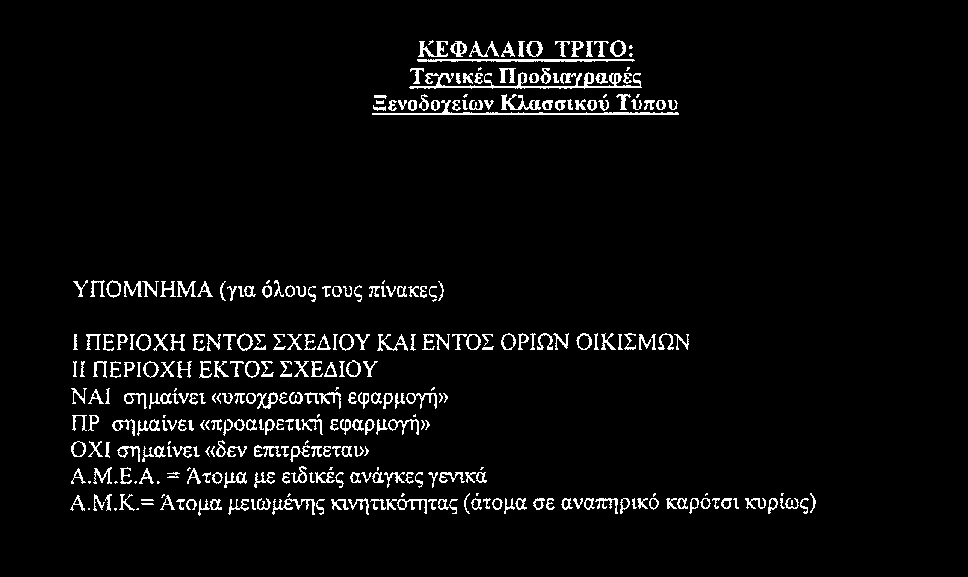 ΚΕΦΑΛΑΙΟ ΤΡΙΤΟ:
Τεχνικές Προδιαγραφές
Ξενοδοχείων Κλασσικού Τύπου
ΥΠΟΜΝΗΜΑ (για όλους τους πίνακες)
Ι ΠΕΡΙΟΧΗ ΕΝΤΟΣ ΣΧΕΔΙΟΥ ΚΑΙ ΕΝΤΟΣ ΟΡΙΩΝ ΟΙΚΙΣΜΩΝ
ΙΙ ΠΕΡΙΟΧΗ ΕΚΤΟΣ ΣΧΕΔΙΟΥ
ΝΑΙ σημαίνει «υποχρεωτική εφαρμογή»
ΠΡ σημαίνει «προαιρετική εφαρμογή»
ΟΧΙ σημαίνει «δεν επιτρέπεται»
Α.Μ.Ε.Α. = Άτομα με ειδικές ανάγκες γενικά
Α.Μ.Κ.= Άτομα μειωμένης κινητικότητας (άτομα σε αναπηρικό καρότσι κυρίως)